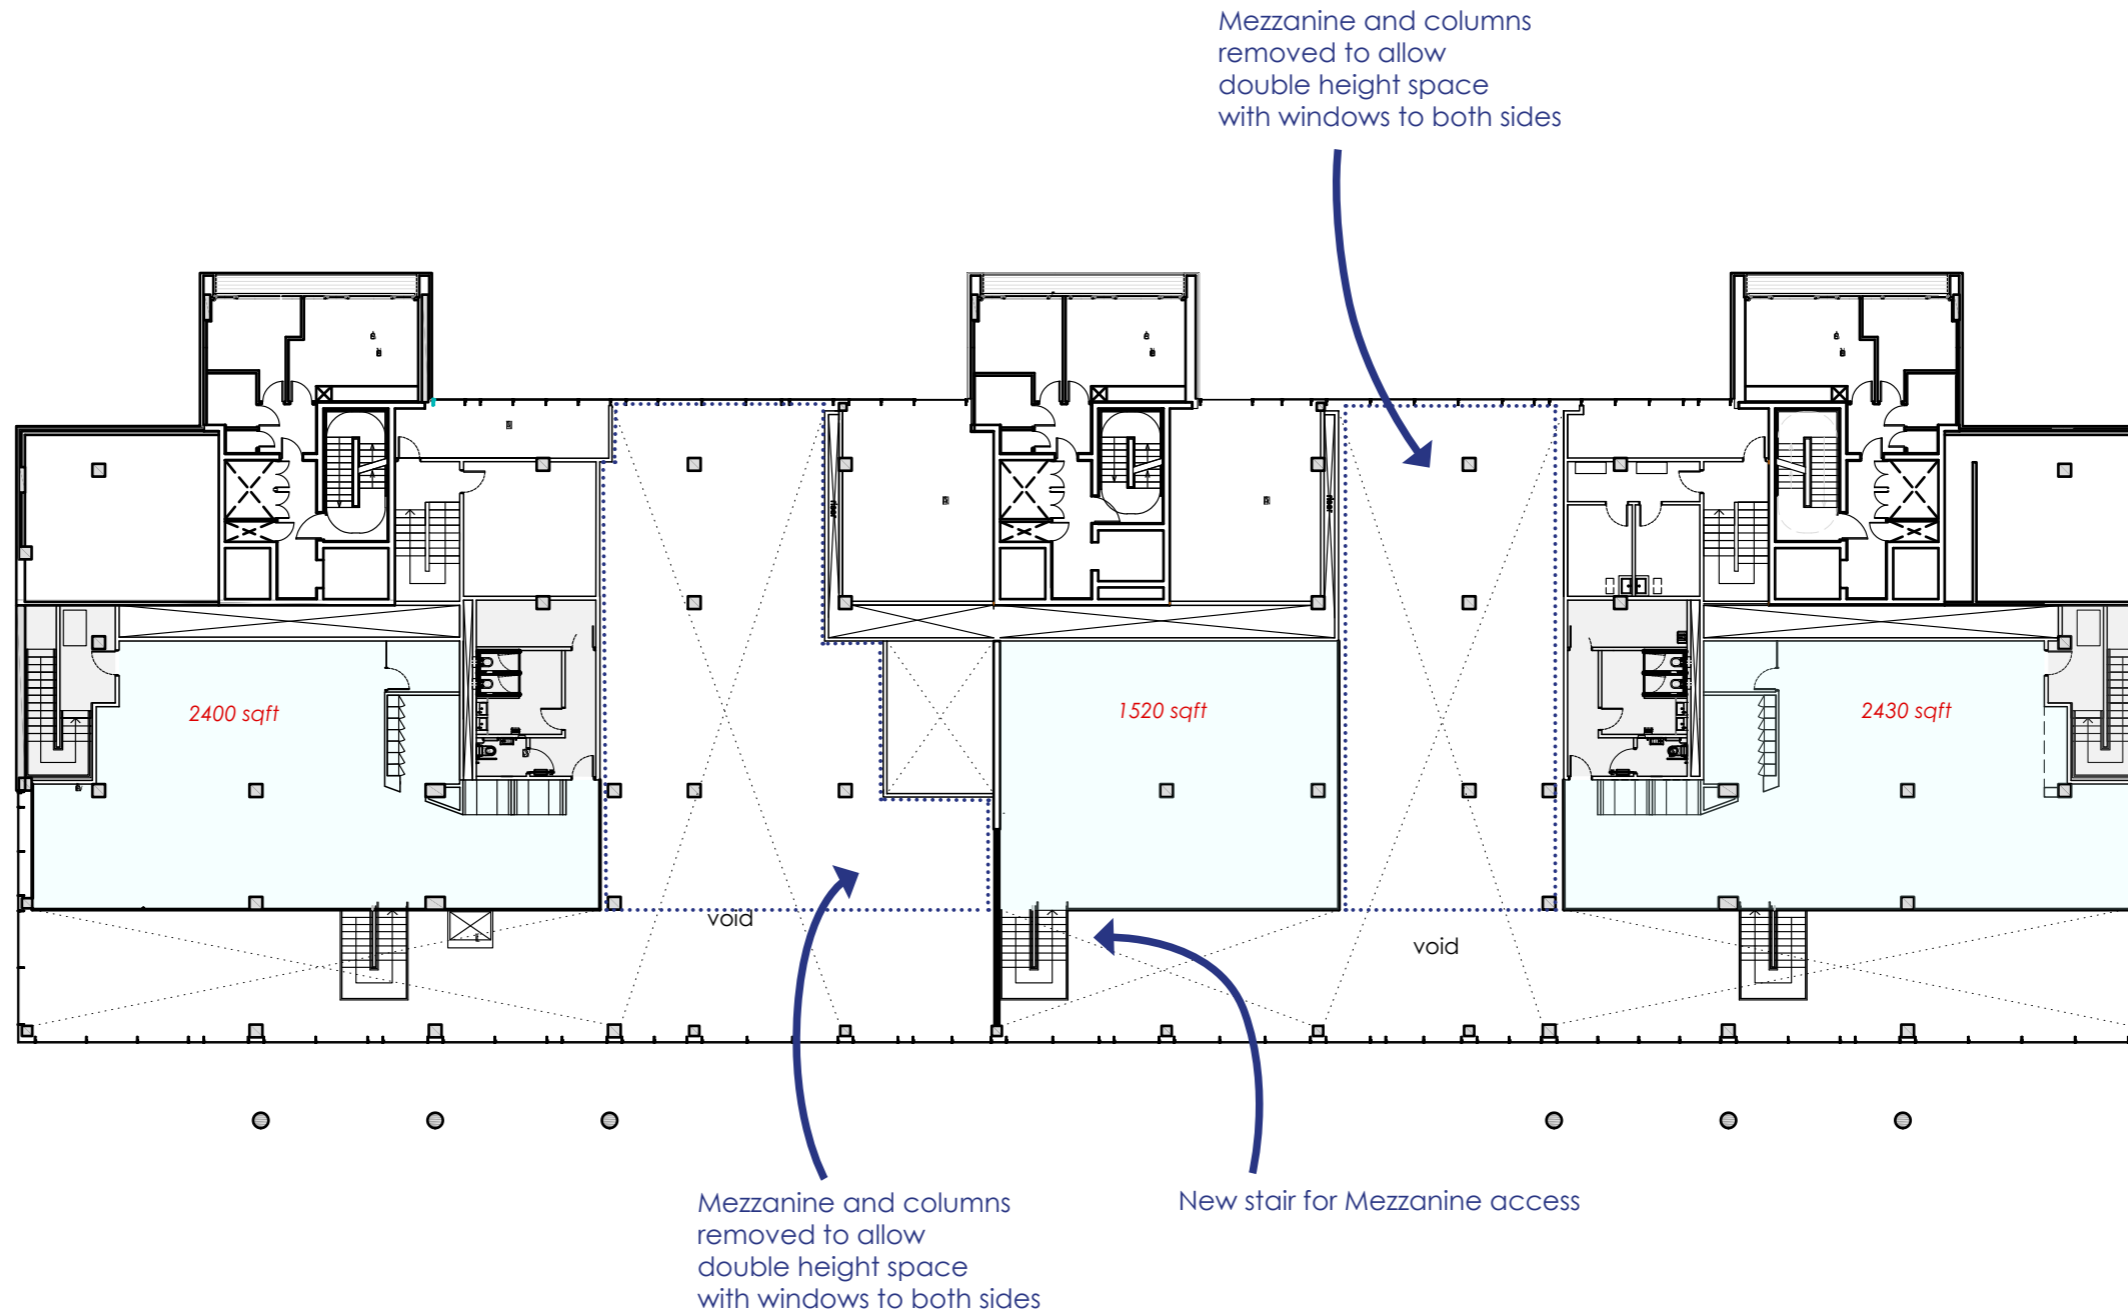 Mezzanine and columns
removed to allow
double height space
with windows to both sides
2400 sqft
1520 sqft
2430 sqft
void
void
Mezzanine and columns
removed to allow
double height space
with windows to both sides
New stair for Mezzanine access